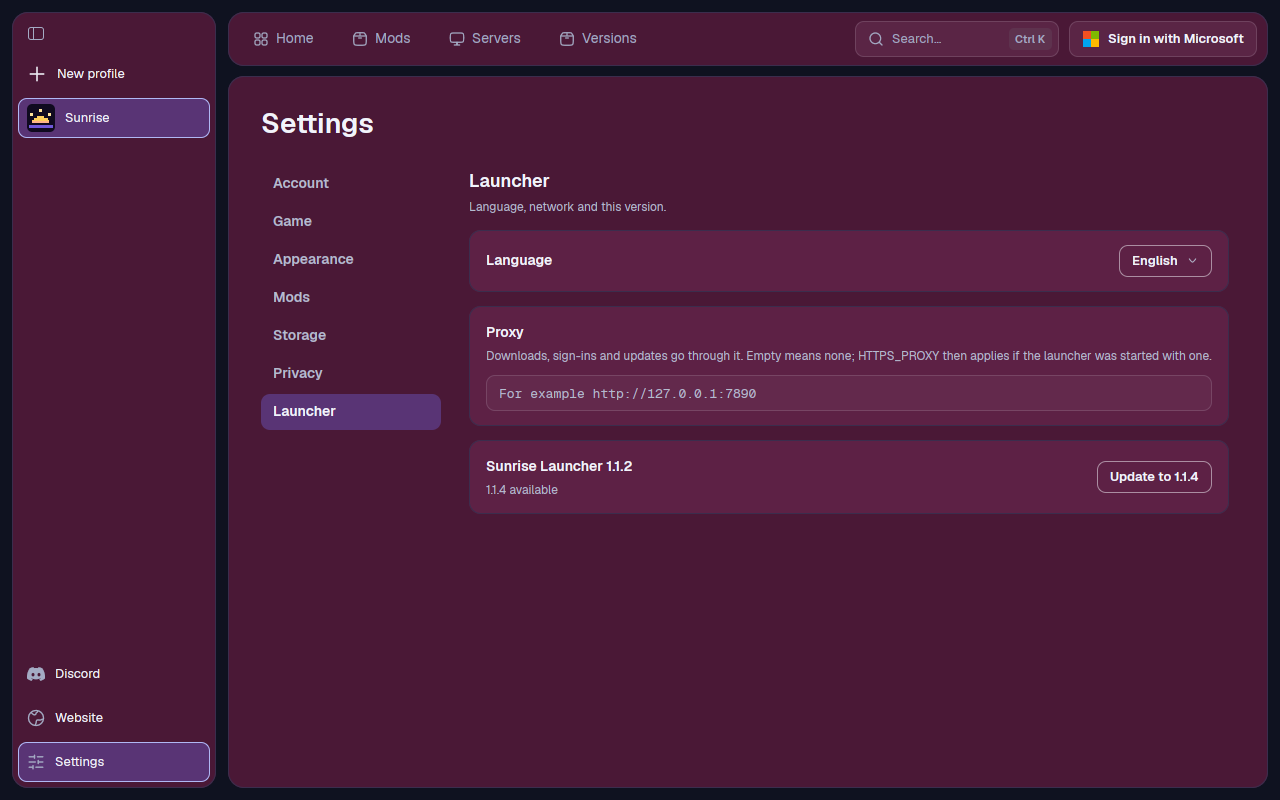 New profile
Sunrise
Discord
Website
Settings
Home
Mods
Servers
Versions
Search...
Ctrl K
Sign in with Microsoft
Settings
Account
Game
Appearance
Mods
Storage
Privacy
Launcher
Launcher
Language, network and this version.
Language
English
Proxy
Downloads, sign-ins and updates go through it. Empty means none; HTTPS_PROXY then applies if the launcher was started with one.
For example http://127.0.0.1:7890
Sunrise Launcher 1.1.2
1.1.4 available
Update to 1.1.4